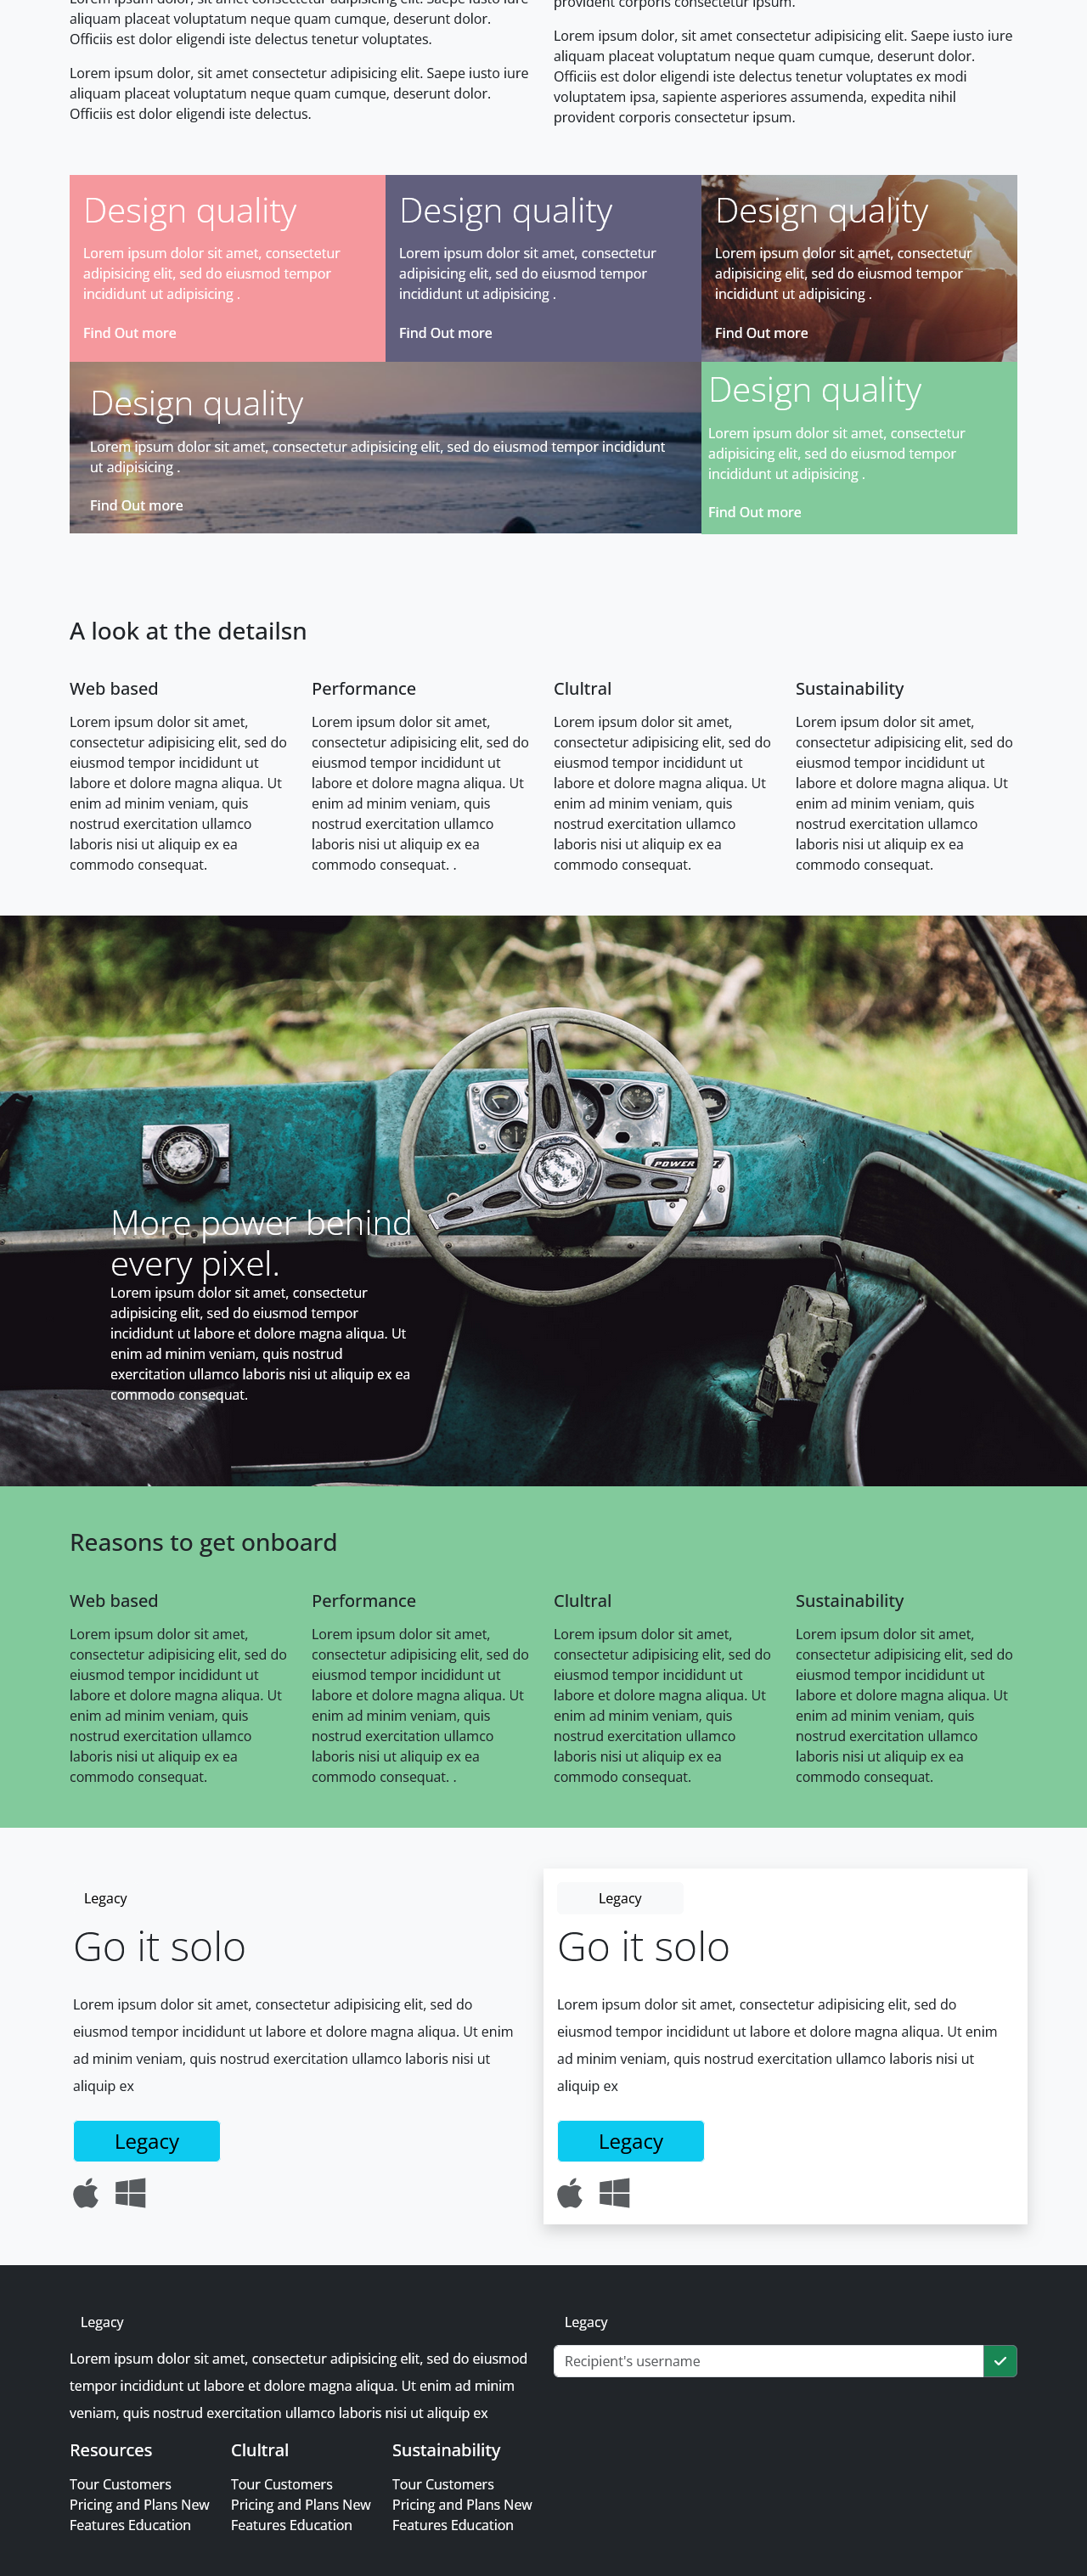 Lorem ipsum dolor, sit amet consectetur adipisicing elit. Saepe iusto iure
aliquam placeat voluptatum neque quam cumque, deserunt dolor.
Officiis est dolor eligendi iste delectus tenetur voluptates.
Lorem ipsum dolor, sit amet consectetur adipisicing elit. Saepe iusto iure
aliquam placeat voluptatum neque quam cumque, deserunt dolor.
Officiis est dolor eligendi iste delectus.
provident corporis consectetur ipsum.
Lorem ipsum dolor, sit amet consectetur adipisicing elit. Saepe iusto iure
aliquam placeat voluptatum neque quam cumque, deserunt dolor.
Officiis est dolor eligendi iste delectus tenetur voluptates ex modi
voluptatem ipsa, sapiente asperiores assumenda, expedita nihil
provident corporis consectetur ipsum.
Design quality
Lorem ipsum dolor sit amet, consectetur
adipisicing elit, sed do eiusmod tempor
incididunt ut adipisicing .
Find Out more
Design quality
Lorem ipsum dolor sit amet, consectetur
adipisicing elit, sed do eiusmod tempor
incididunt ut adipisicing .
Find Out more
Design quality
Lorem ipsum dolor sit amet, consectetur
adipisicing elit, sed do eiusmod tempor
incididunt ut adipisicing .
Find Out more
Design quality
Lorem ipsum dolor sit amet, consectetur adipisicing elit, sed do eiusmod tempor incididunt
ut adipisicing .
Find Out more
Design quality
Lorem ipsum dolor sit amet, consectetur
adipisicing elit, sed do eiusmod tempor
incididunt ut adipisicing .
Find Out more
A look at the detailsn
Web based
Lorem ipsum dolor sit amet,
consectetur adipisicing elit, sed do
eiusmod tempor incididunt ut
labore et dolore magna aliqua. Ut
enim ad minim veniam, quis
nostrud exercitation ullamco
laboris nisi ut aliquip ex ea
commodo consequat.
Performance
Lorem ipsum dolor sit amet,
consectetur adipisicing elit, sed do
eiusmod tempor incididunt ut
labore et dolore magna aliqua. Ut
enim ad minim veniam, quis
nostrud exercitation ullamco
laboris nisi ut aliquip ex ea
commodo consequat. .
Clultral
Lorem ipsum dolor sit amet,
consectetur adipisicing elit, sed do
eiusmod tempor incididunt ut
labore et dolore magna aliqua. Ut
enim ad minim veniam, quis
nostrud exercitation ullamco
laboris nisi ut aliquip ex ea
commodo consequat.
Sustainability
Lorem ipsum dolor sit amet,
consectetur adipisicing elit, sed do
eiusmod tempor incididunt ut
labore et dolore magna aliqua. Ut
enim ad minim veniam, quis
nostrud exercitation ullamco
laboris nisi ut aliquip ex ea
commodo consequat.
POWER
More power behind
every pixel.
Lorem ipsum dolor sit amet, consectetur
adipisicing elit, sed do eiusmod tempor
incididunt ut labore et dolore magna aliqua. Ut
enim ad minim veniam, quis nostrud
exercitation ullamco laboris nisi ut aliquip ex ea
commodo consequat.
Reasons to get onboard
Web based
Lorem ipsum dolor sit amet,
consectetur adipisicing elit, sed do
eiusmod tempor incididunt ut
labore et dolore magna aliqua. Ut
enim ad minim veniam, quis
nostrud exercitation ullamco
laboris nisi ut aliquip ex ea
commodo consequat.
Performance
Lorem ipsum dolor sit amet,
consectetur adipisicing elit, sed do
eiusmod tempor incididunt ut
labore et dolore magna aliqua. Ut
enim ad minim veniam, quis
nostrud exercitation ullamco
laboris nisi ut aliquip ex ea
commodo consequat. .
Clultral
Lorem ipsum dolor sit amet,
consectetur adipisicing elit, sed do
eiusmod tempor incididunt ut
labore et dolore magna aliqua. Ut
enim ad minim veniam, quis
nostrud exercitation ullamco
laboris nisi ut aliquip ex ea
commodo consequat.
Sustainability
Lorem ipsum dolor sit amet,
consectetur adipisicing elit, sed do
eiusmod tempor incididunt ut
labore et dolore magna aliqua. Ut
enim ad minim veniam, quis
nostrud exercitation ullamco
laboris nisi ut aliquip ex ea
commodo consequat.
Legacy
Go it solo
Lorem ipsum dolor sit amet, consectetur adipisicing elit, sed do
eiusmod tempor incididunt ut labore et dolore magna aliqua. Ut enim
ad minim veniam, quis nostrud exercitation ullamco laboris nisi ut
aliquip ex
Legacy
Legacy
Go it solo
Lorem ipsum dolor sit amet, consectetur adipisicing elit, sed do
eiusmod tempor incididunt ut labore et dolore magna aliqua. Ut enim
ad minim veniam, quis nostrud exercitation ullamco laboris nisi ut
aliquip ex
Legacy
Legacy
Lorem ipsum dolor sit amet, consectetur adipisicing elit, sed do eiusmod
tempor incididunt ut labore et dolore magna aliqua. Ut enim ad minim
veniam, quis nostrud exercitation ullamco laboris nisi ut aliquip ex
Resources
Tour Customers
Pricing and Plans New
Features Education
Clultral
Tour Customers
Pricing and Plans New
Features Education
Sustainability
Tour Customers
Pricing and Plans New
Features Education
Legacy
Recipient's username